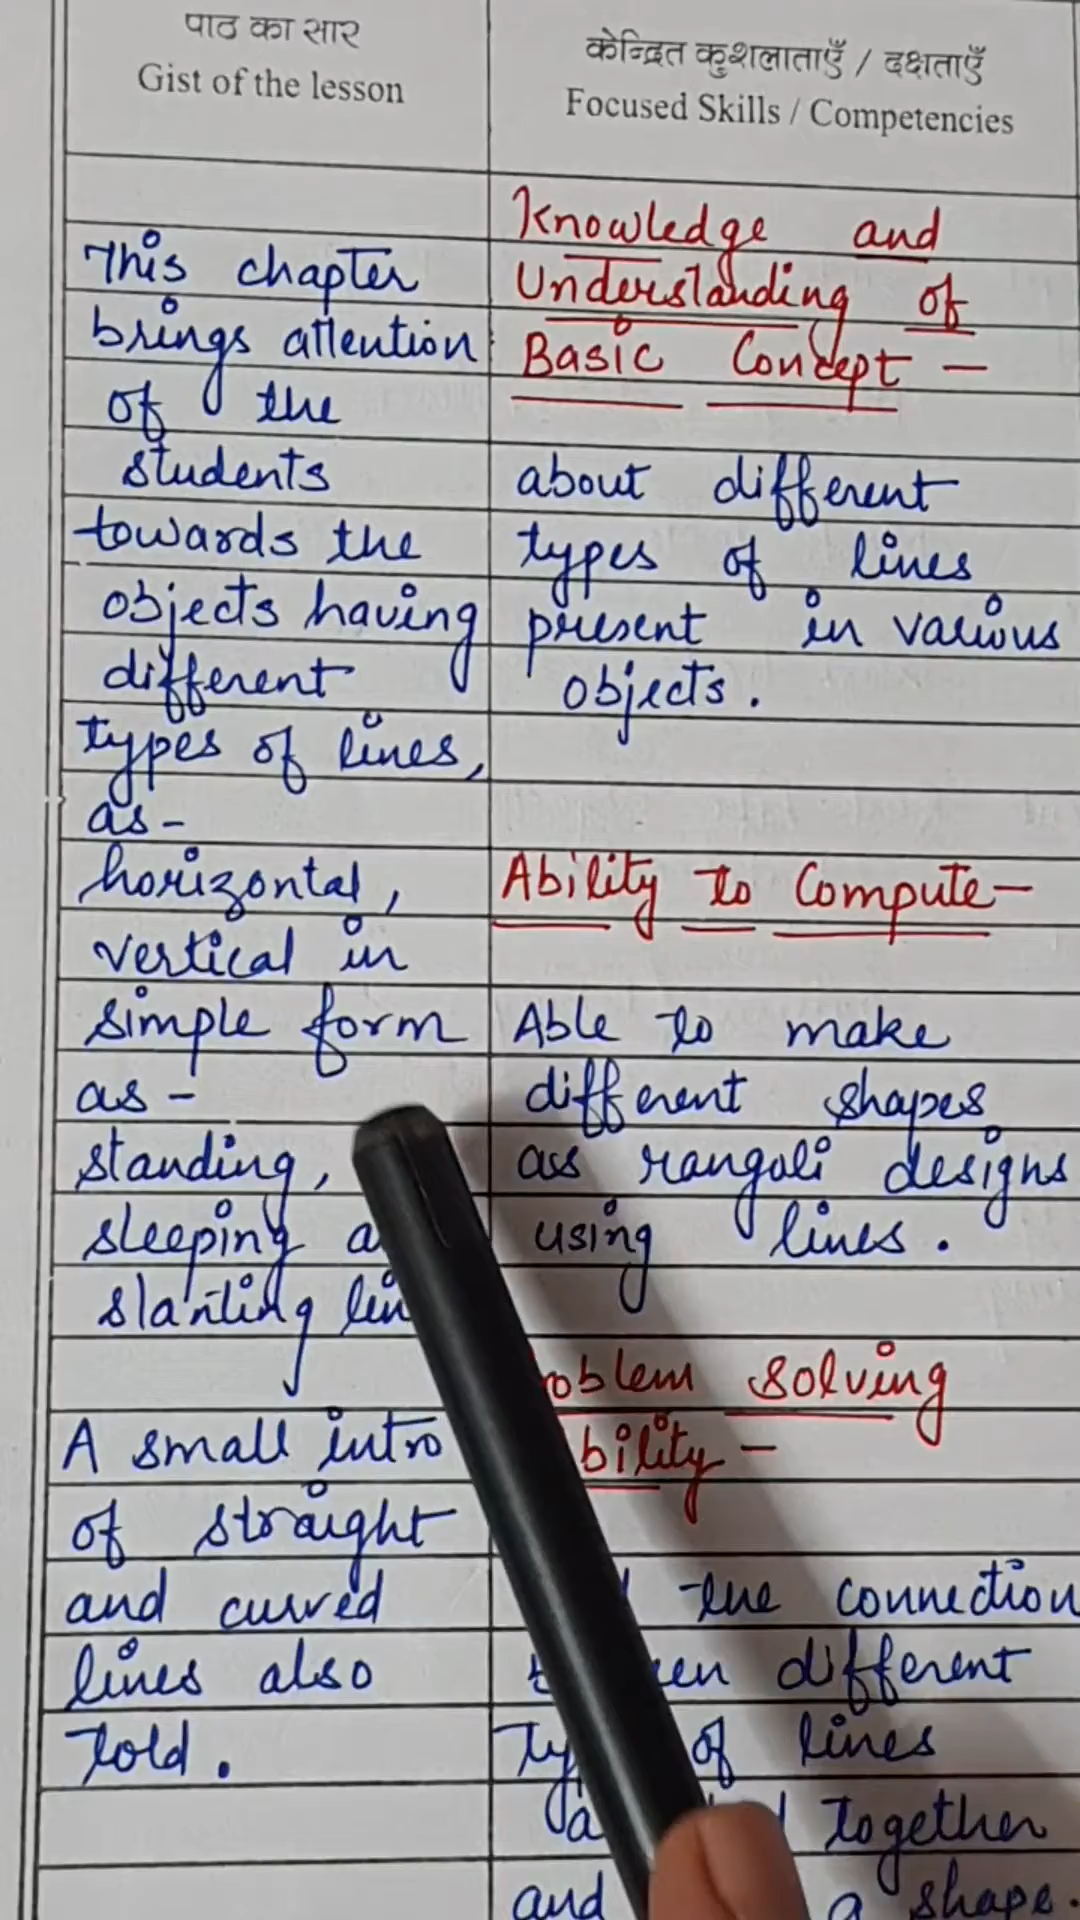 पाठ का सार
Gist of the lesson
This chapter
brings attention
of the
students
towards the
objects having
different
types of lines,
as-
horizontal,
vertical in
simple form
as -
standing,
sleeping
slanting
A small intro
of straight
and curved
lines also
told.
केन्द्रित कुशलाताएँ / दक्षताएँ
Focused Skills / Competencies
Knowledge and
Understanding of
Basic Concept -
about different
types of lines
present in various
objects.
Ability to Compute-
Able to make
different shapes
as rangoli designs
using lines.
solving
-
the connection
different
of lines
together
and a shape.